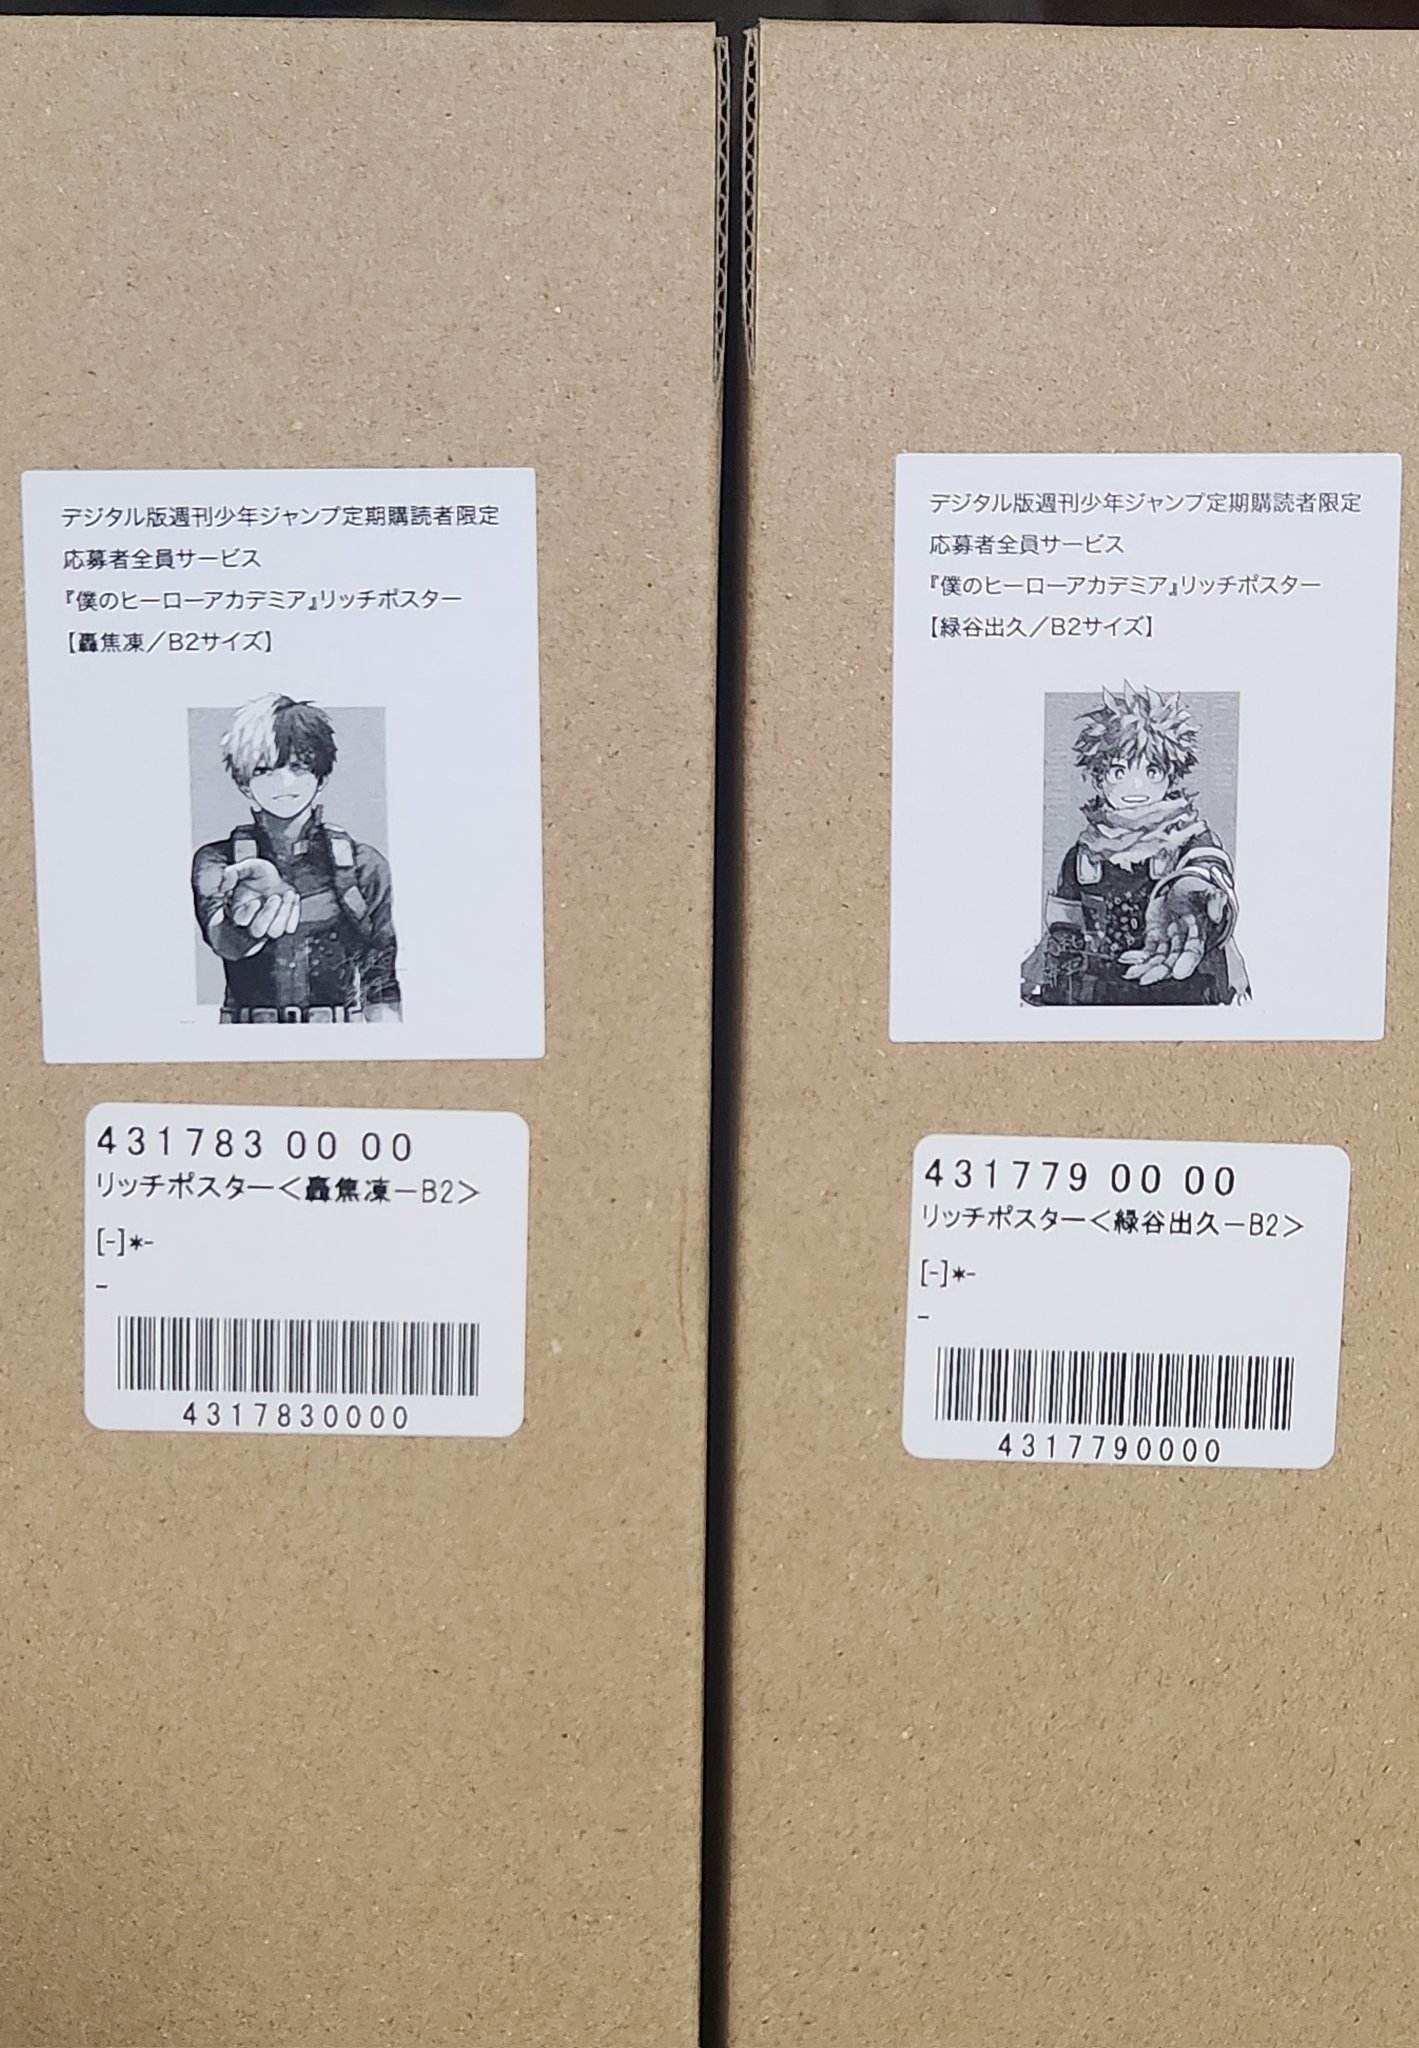 デジタル版週刊少年ジャンプ定期購読者限定
応募者全員サービス
『僕のヒーローアカデミア』リッチポスター
【轟焦凍／B2サイズ】
431783 00 00
リッチポスター＜轟焦凍－B2＞
[-]*-
-
4317830000
デジタル版週刊少年ジャンプ定期購読者限定
応募者全員サービス
『僕のヒーローアカデミア』リッチポスター
【緑谷出久／B2サイズ】
431779 00 00
リッチポスター＜緑谷出久－B2＞
[-]*-
-
4317790000